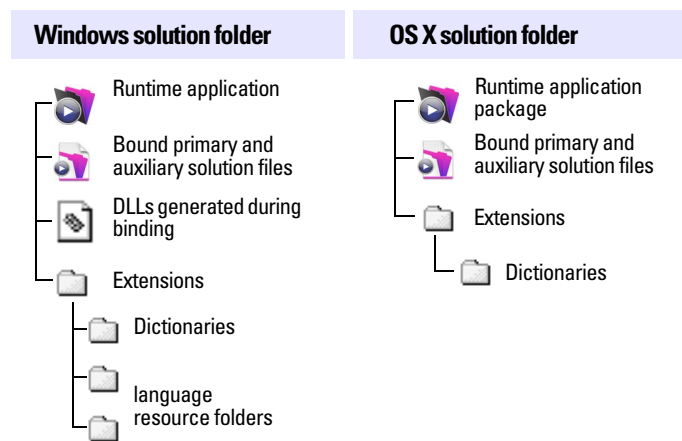 Windows solution folder
Runtime application
Bound primary and
auxiliary solution files
DLLs generated during
binding
Extensions
Dictionaries
language
resource folders
OS X solution folder
Runtime application
package
Bound primary and
auxiliary solution files
Extensions
Dictionaries